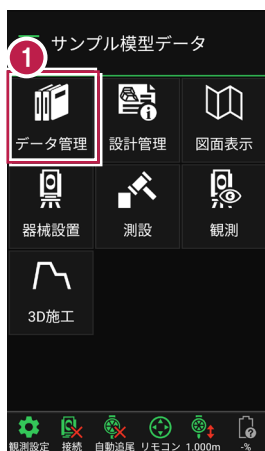 サンプル模型データ
1
データ管理 設計管理 図面表示
器械設置 測設 観測
3D施工
観測設定 接続 自動追尾 リモコン 1.000m -%